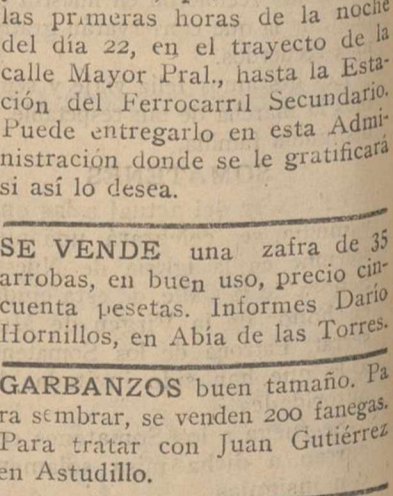 las primeras horas de la noche
del día 22, en el trayecto de la
calle Mayor Pral., hasta la Esta-
ción del Ferrocarril Secundario.
Puede entregarlo en esta Admi-
nistración donde se le gratificará
si así lo desea.
SE VENDE una zafra de 35
arrobas, en buen uso, precio cin-
cuenta pesetas. Informes Darío
Hornillos, en Abía de las Torres.
GARBANZOS buen tamaño. Pa
ra sembrar, se venden 200 fanegas.
Para tratar con Juan Gutiérrez
en Astudillo.